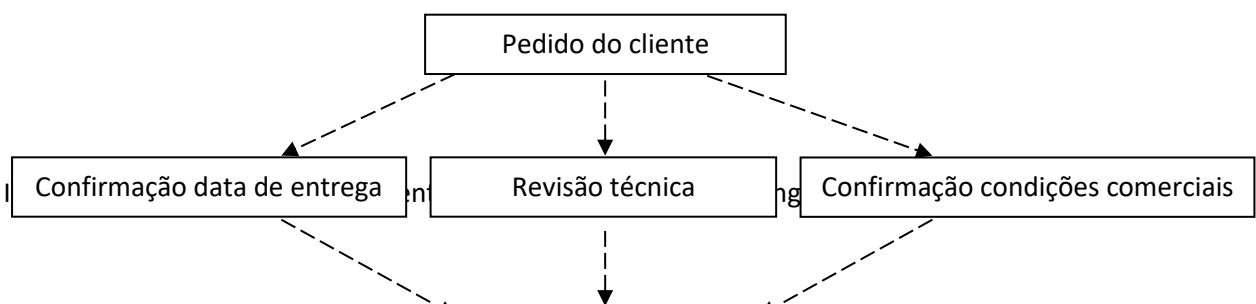 Pedido do cliente
Confirmação data de entrega
Revisão técnica
Confirmação condições comerciais